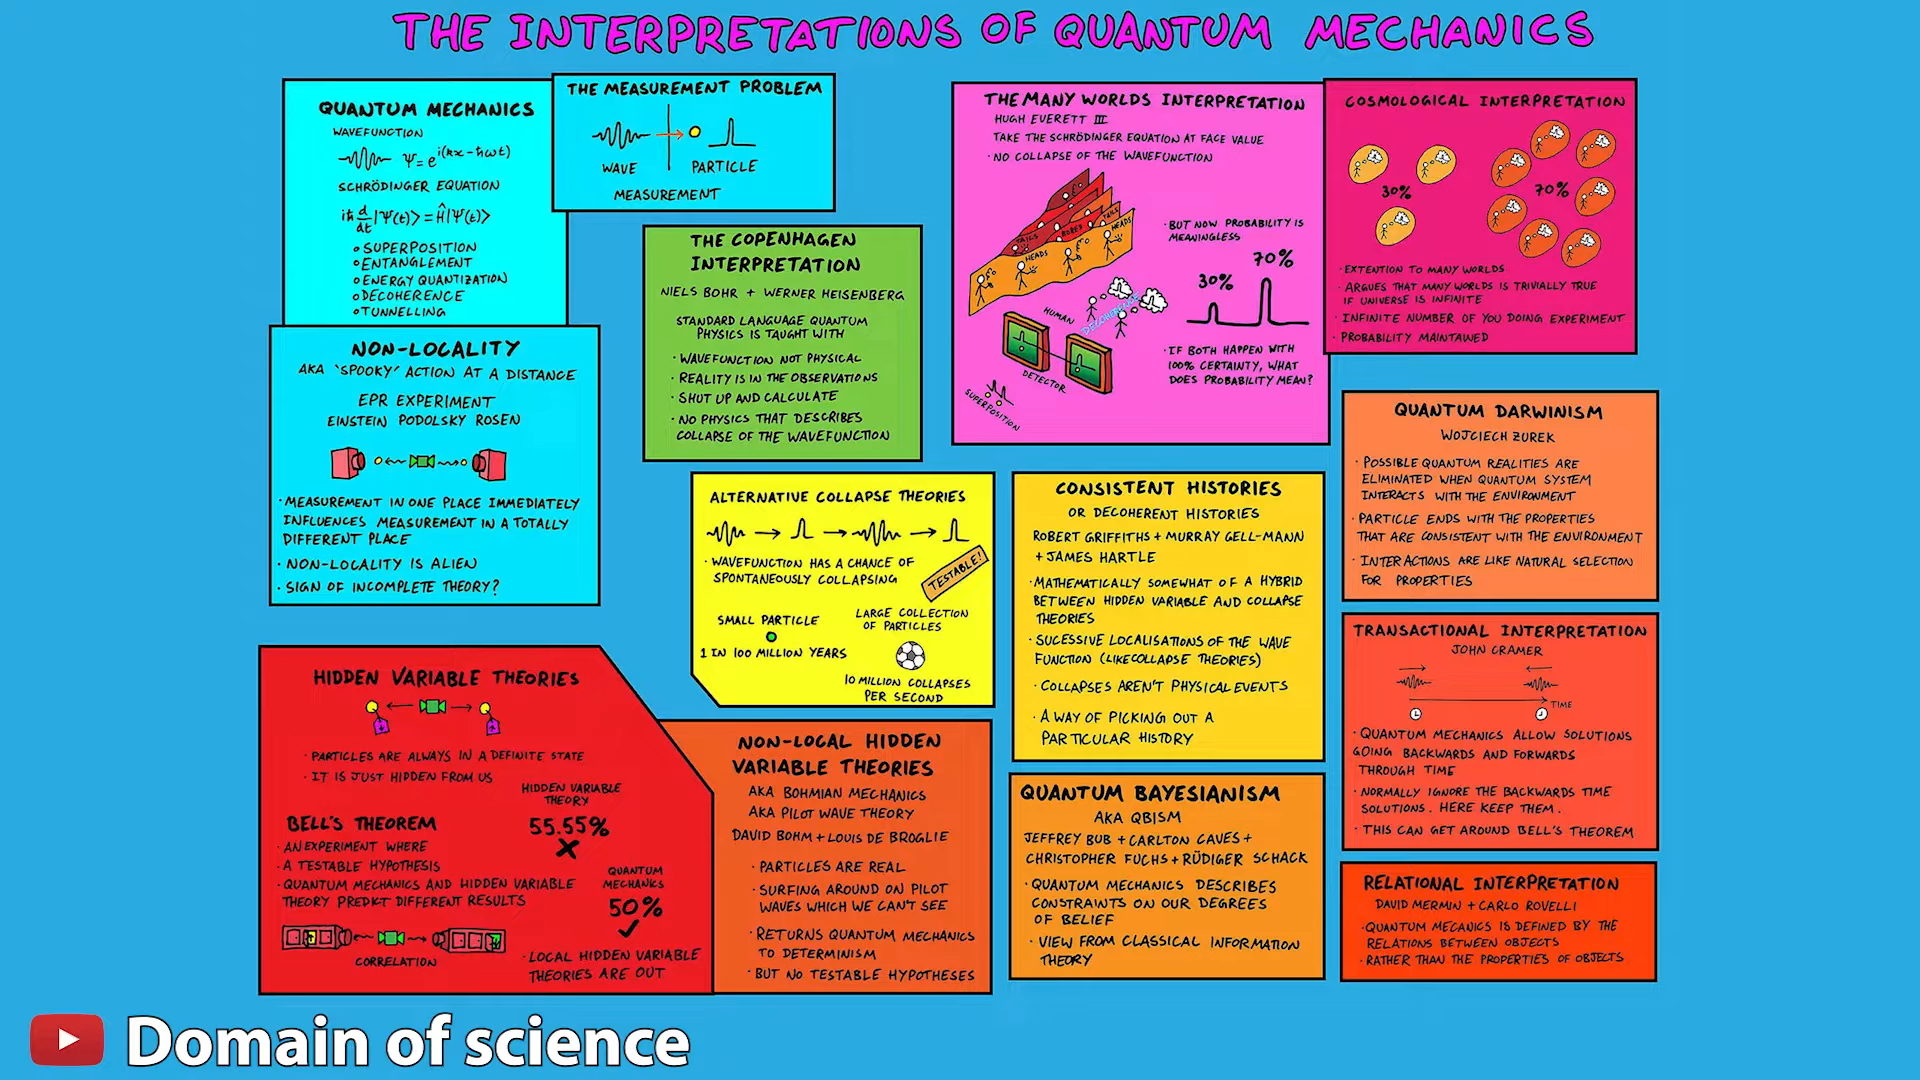 THE INTERPRETATIONS OF QUANTUM MECHANICS
QUANTUM MECHANICS
WAVEFUNCTION
Ψ=e^i(kx-ħωt)
SCHRÖDINGER EQUATION
iħ d/dt |Ψ(t)> = Ĥ|Ψ(t)>
SUPERPOSITION
ENTANGLEMENT
ENERGY QUANTIZATION
DECOHERENCE
TUNNELLING
THE MEASUREMENT PROBLEM
WAVE
PARTICLE
MEASUREMENT
NON-LOCALITY
AKA 'SPOOKY' ACTION AT A DISTANCE
EPR EXPERIMENT
EINSTEIN PODOLSKY ROSEN
· MEASUREMENT IN ONE PLACE IMMEDIATELY
INFLUENCES MEASUREMENT IN A TOTALLY
DIFFERENT PLACE
· NON-LOCALITY IS ALIEN
· SIGN OF INCOMPLETE THEORY?
THE COPENHAGEN
INTERPRETATION
NIELS BOHR + WERNER HEISENBERG
STANDARD LANGUAGE QUANTUM
PHYSICS IS TAUGHT WITH
· WAVEFUNCTION NOT PHYSICAL
· REALITY IS IN THE OBSERVATIONS
· SHUT UP AND CALCULATE
· NO PHYSICS THAT DESCRIBES
COLLAPSE OF THE WAVEFUNCTION
THE MANY WORLDS INTERPRETATION
HUGH EVERETT III
TAKE THE SCHRÖDINGER EQUATION AT FACE VALUE
· NO COLLAPSE OF THE WAVEFUNCTION
TAILS
BORED
TAILS
HEADS
HEADS
· BUT NOW PROBABILITY IS
MEANINGLESS
30%
70%
HUMAN
DECOHERENCE
DETECTOR
SUPERPOSITION
· IF BOTH HAPPEN WITH
100% CERTAINTY, WHAT
DOES PROBABILITY MEAN?
COSMOLOGICAL INTERPRETATION
30%
70%
· EXTENTION TO MANY WORLDS
· ARGUES THAT MANY WORLDS IS TRIVIALLY TRUE
IF UNIVERSE IS INFINITE
· INFINITE NUMBER OF YOU DOING EXPERIMENT
· PROBABILITY MAINTAINED
ALTERNATIVE COLLAPSE THEORIES
· WAVEFUNCTION HAS A CHANCE OF
SPONTANEOUSLY COLLAPSING
TESTABLE!
SMALL PARTICLE
1 IN 100 MILLION YEARS
LARGE COLLECTION
OF PARTICLES
10 MILLION COLLAPSES
PER SECOND
CONSISTENT HISTORIES
OR DECOHERENT HISTORIES
ROBERT GRIFFITHS + MURRAY GELL-MANN
+ JAMES HARTLE
· MATHEMATICALLY SOMEWHAT OF A HYBRID
BETWEEN HIDDEN VARIABLE AND COLLAPSE
THEORIES
· SUCESSIVE LOCALISATIONS OF THE WAVE
FUNCTION (LIKE COLLAPSE THEORIES)
· COLLAPSES AREN'T PHYSICAL EVENTS
· A WAY OF PICKING OUT A
PARTICULAR HISTORY
QUANTUM DARWINISM
WOJCIECH ZUREK
· POSSIBLE QUANTUM REALITIES ARE
ELIMINATED WHEN QUANTUM SYSTEM
INTERACTS WITH THE ENVIRONMENT
· PARTICLE ENDS WITH THE PROPERTIES
THAT ARE CONSISTENT WITH THE ENVIRONMENT
· INTERACTIONS ARE LIKE NATURAL SELECTION
FOR PROPERTIES
HIDDEN VARIABLE THEORIES
· PARTICLES ARE ALWAYS IN A DEFINITE STATE
· IT IS JUST HIDDEN FROM US
BELL'S THEOREM
· AN EXPERIMENT WHERE
· A TESTABLE HYPOTHESIS
· QUANTUM MECHANICS AND HIDDEN VARIABLE
THEORY PREDICT DIFFERENT RESULTS
CORRELATION
HIDDEN VARIABLE
THEORY
55.55%
QUANTUM
MECHANICS
50%
· LOCAL HIDDEN VARIABLE
THEORIES ARE OUT
NON-LOCAL HIDDEN
VARIABLE THEORIES
AKA BOHMIAN MECHANICS
AKA PILOT WAVE THEORY
DAVID BOHM + LOUIS DE BROGLIE
· PARTICLES ARE REAL
· SURFING AROUND ON PILOT
WAVES WHICH WE CAN'T SEE
· RETURNS QUANTUM MECHANICS
TO DETERMINISM
· BUT NO TESTABLE HYPOTHESES
QUANTUM BAYESIANISM
AKA QBISM
JEFFREY BUB + CARLTON CAVES +
CHRISTOPHER FUCHS + RÜDIGER SCHACK
· QUANTUM MECHANICS DESCRIBES
CONSTRAINTS ON OUR DEGREES
OF BELIEF
· VIEW FROM CLASSICAL INFORMATION
THEORY
TRANSACTIONAL INTERPRETATION
JOHN CRAMER
TIME
· QUANTUM MECHANICS ALLOW SOLUTIONS
GOING BACKWARDS AND FORWARDS
THROUGH TIME
· NORMALLY IGNORE THE BACKWARDS TIME
SOLUTIONS. HERE KEEP THEM.
· THIS CAN GET AROUND BELL'S THEOREM
RELATIONAL INTERPRETATION
DAVID MERMIN + CARLO ROVELLI
· QUANTUM MECANICS IS DEFINED BY THE
RELATIONS BETWEEN OBJECTS
· RATHER THAN THE PROPERTIES OF OBJECTS
Domain of science